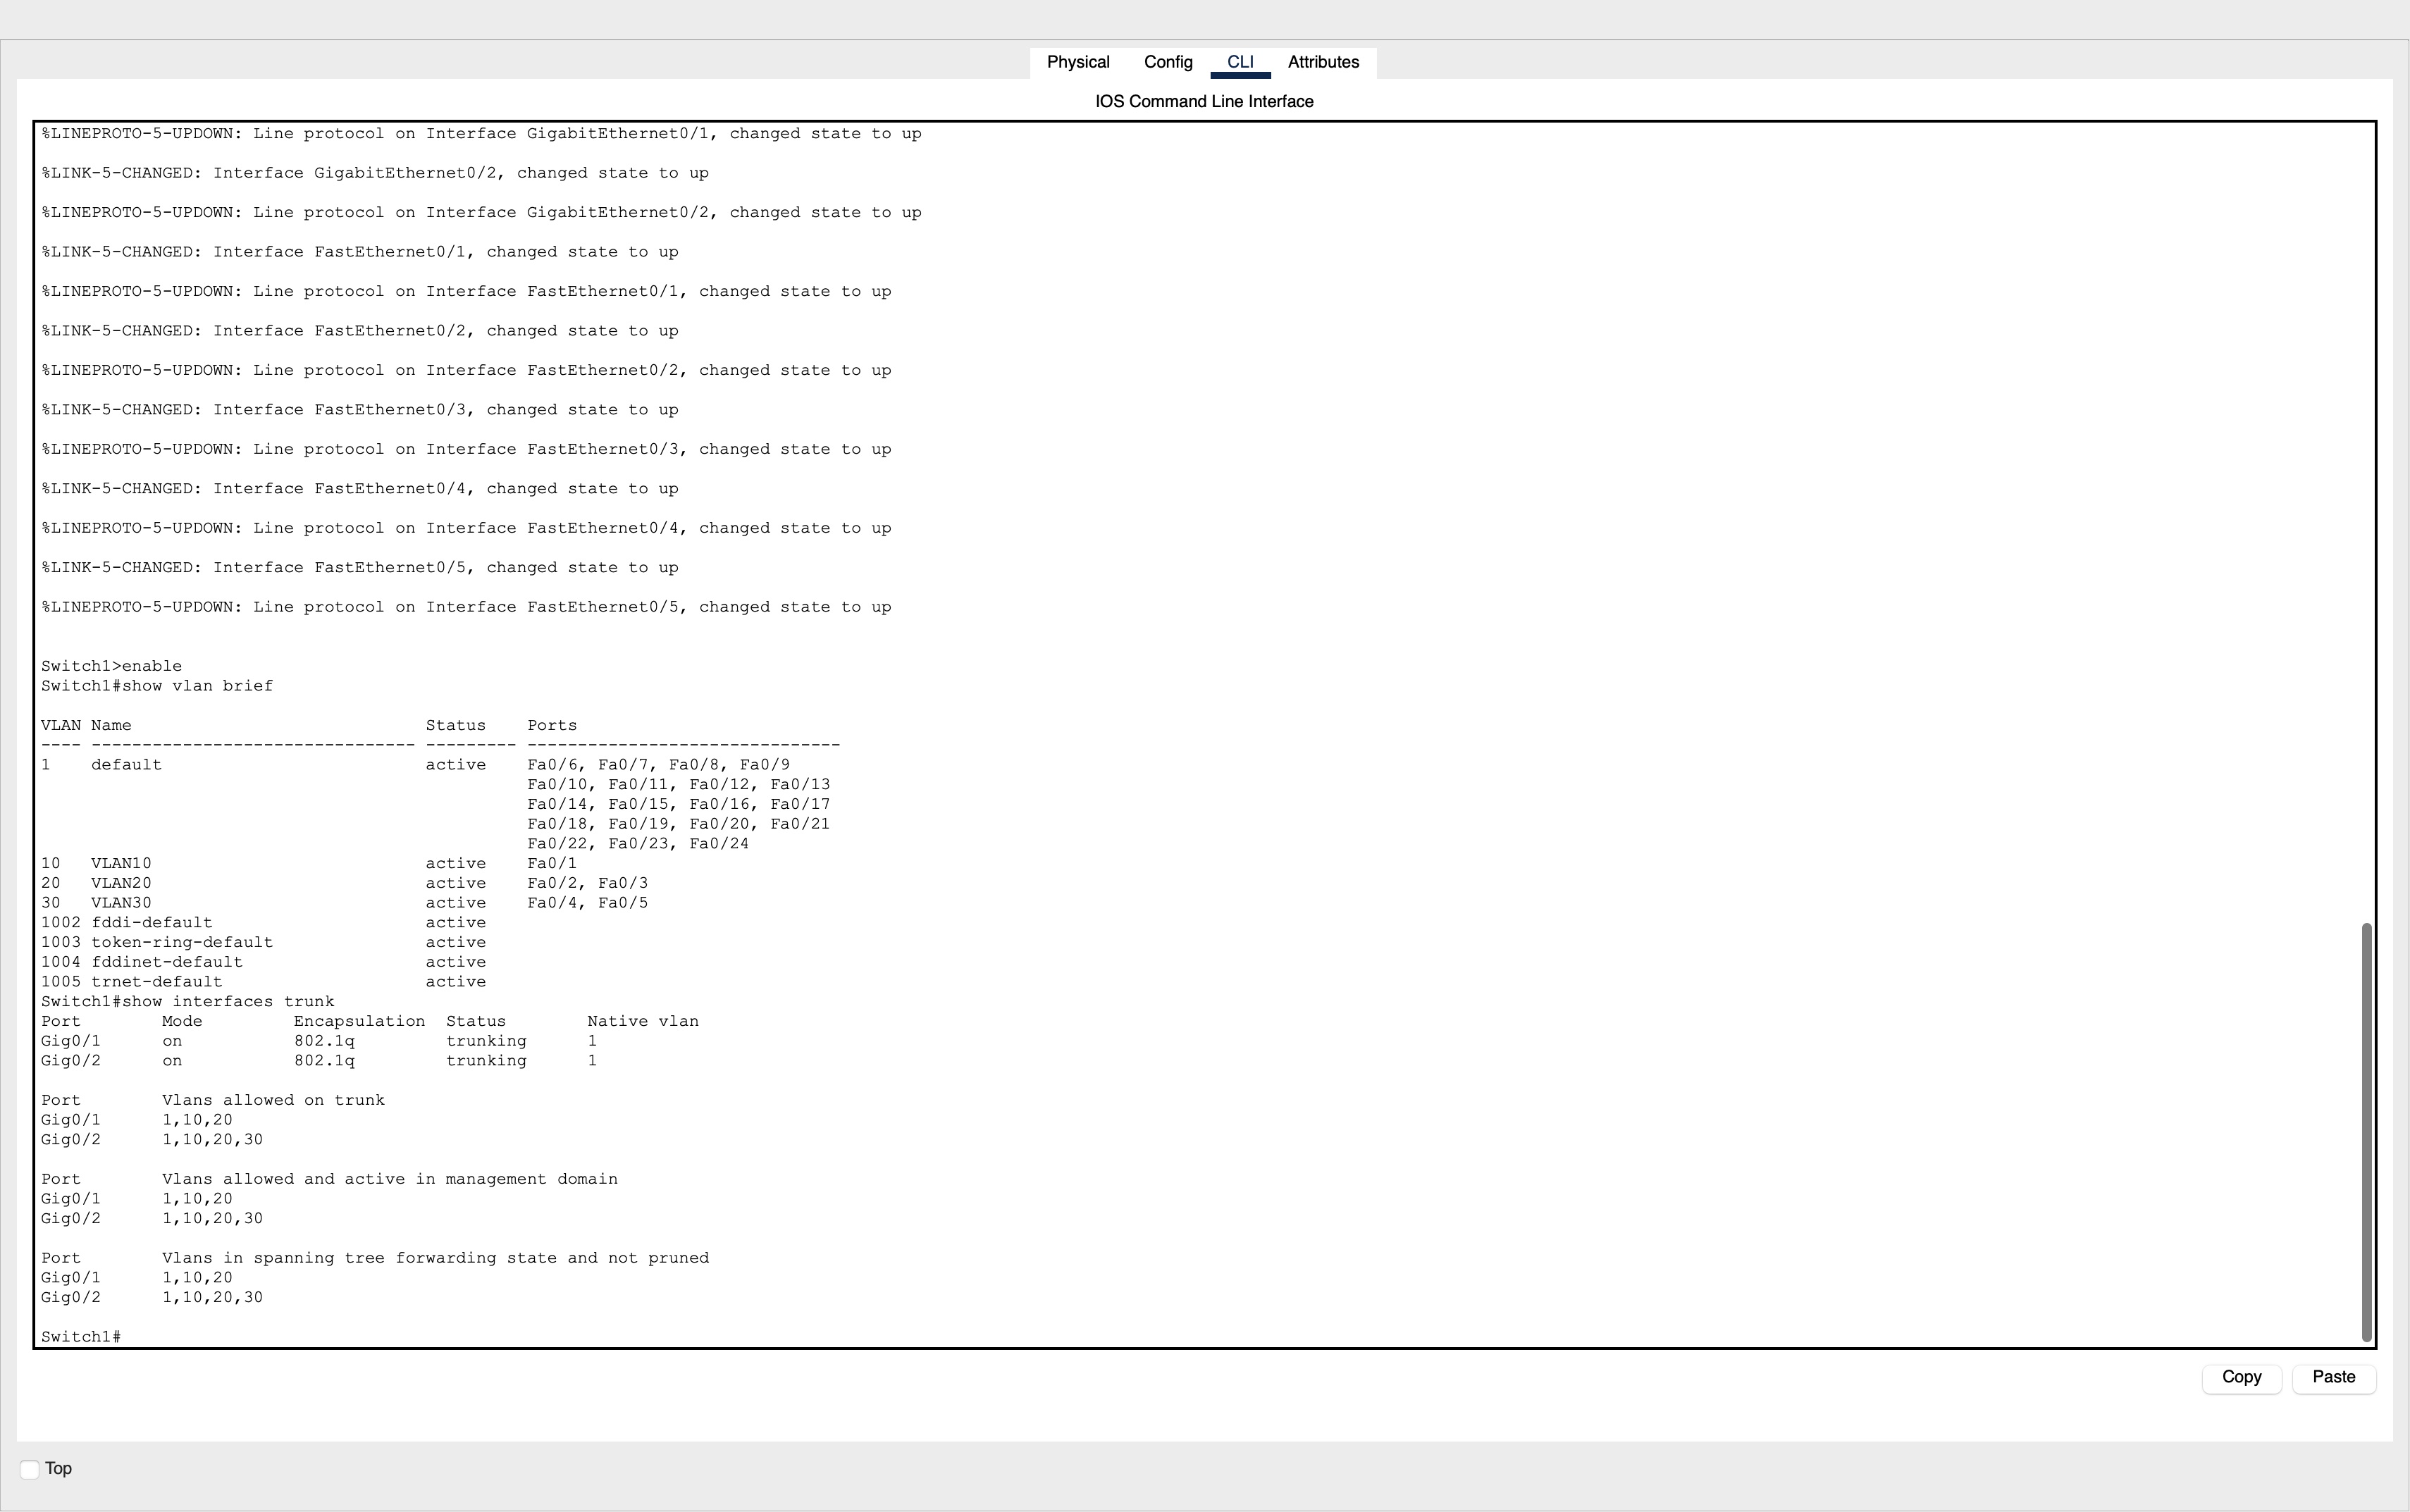 Physical Config CLI Attributes
IOS Command Line Interface
%LINEPROTO-5-UPDOWN: Line protocol on Interface GigabitEthernet0/1, changed state to up
%LINK-5-CHANGED: Interface GigabitEthernet0/2, changed state to up
%LINEPROTO-5-UPDOWN: Line protocol on Interface GigabitEthernet0/2, changed state to up
%LINK-5-CHANGED: Interface FastEthernet0/1, changed state to up
%LINEPROTO-5-UPDOWN: Line protocol on Interface FastEthernet0/1, changed state to up
%LINK-5-CHANGED: Interface FastEthernet0/2, changed state to up
%LINEPROTO-5-UPDOWN: Line protocol on Interface FastEthernet0/2, changed state to up
%LINK-5-CHANGED: Interface FastEthernet0/3, changed state to up
%LINEPROTO-5-UPDOWN: Line protocol on Interface FastEthernet0/3, changed state to up
%LINK-5-CHANGED: Interface FastEthernet0/4, changed state to up
%LINEPROTO-5-UPDOWN: Line protocol on Interface FastEthernet0/4, changed state to up
%LINK-5-CHANGED: Interface FastEthernet0/5, changed state to up
%LINEPROTO-5-UPDOWN: Line protocol on Interface FastEthernet0/5, changed state to up
Switch1>enable
Switch1#show vlan brief
VLAN Name                             Status    Ports
---- -------------------------------- --------- -------------------------------
1    default                          active    Fa0/6, Fa0/7, Fa0/8, Fa0/9
                                                Fa0/10, Fa0/11, Fa0/12, Fa0/13
                                                Fa0/14, Fa0/15, Fa0/16, Fa0/17
                                                Fa0/18, Fa0/19, Fa0/20, Fa0/21
                                                Fa0/22, Fa0/23, Fa0/24
10   VLAN10                           active    Fa0/1
20   VLAN20                           active    Fa0/2, Fa0/3
30   VLAN30                           active    Fa0/4, Fa0/5
1002 fddi-default                     active
1003 token-ring-default               active
1004 fddinet-default                  active
1005 trnet-default                    active
Switch1#show interfaces trunk
Port        Mode         Encapsulation  Status        Native vlan
Gig0/1      on           802.1q         trunking      1
Gig0/2      on           802.1q         trunking      1
Port        Vlans allowed on trunk
Gig0/1      1,10,20
Gig0/2      1,10,20,30
Port        Vlans allowed and active in management domain
Gig0/1      1,10,20
Gig0/2      1,10,20,30
Port        Vlans in spanning tree forwarding state and not pruned
Gig0/1      1,10,20
Gig0/2      1,10,20,30
Switch1#
Copy Paste
Top